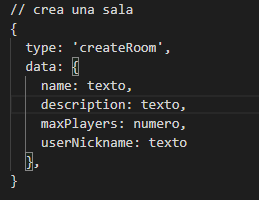 // crea una sala
{
  type: 'createRoom',
  data: {
    name: texto,
    description: texto,
    maxPlayers: numero,
    userNickname: texto
  },
}